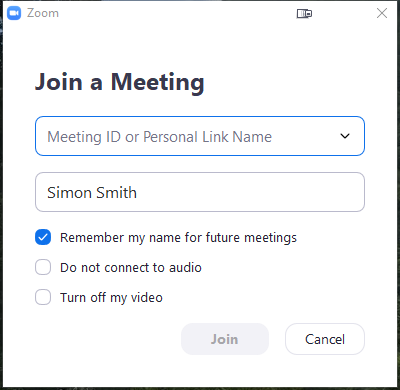 Zoom
Join a Meeting
Meeting ID or Personal Link Name
Simon Smith
Remember my name for future meetings
Do not connect to audio
Turn off my video
Join Cancel